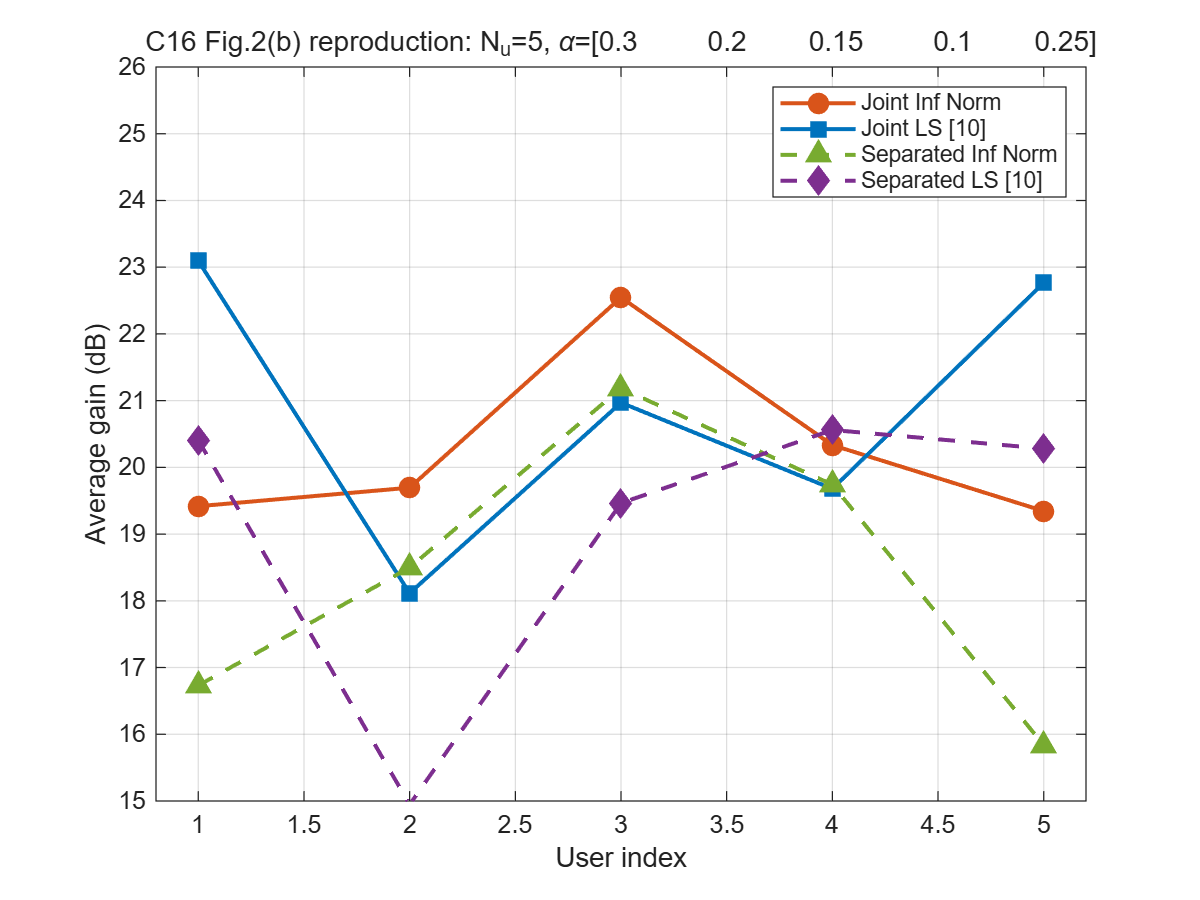 C16 Fig.2(b) reproduction: Nu=5, α=[0.3 0.2 0.15 0.1 0.25]
Joint Inf Norm
Joint LS [10]
Separated Inf Norm
Separated LS [10]
Average gain (dB)
26
25
24
23
22
21
20
19
18
17
16
15
1 1.5 2 2.5 3 3.5 4 4.5 5
User index